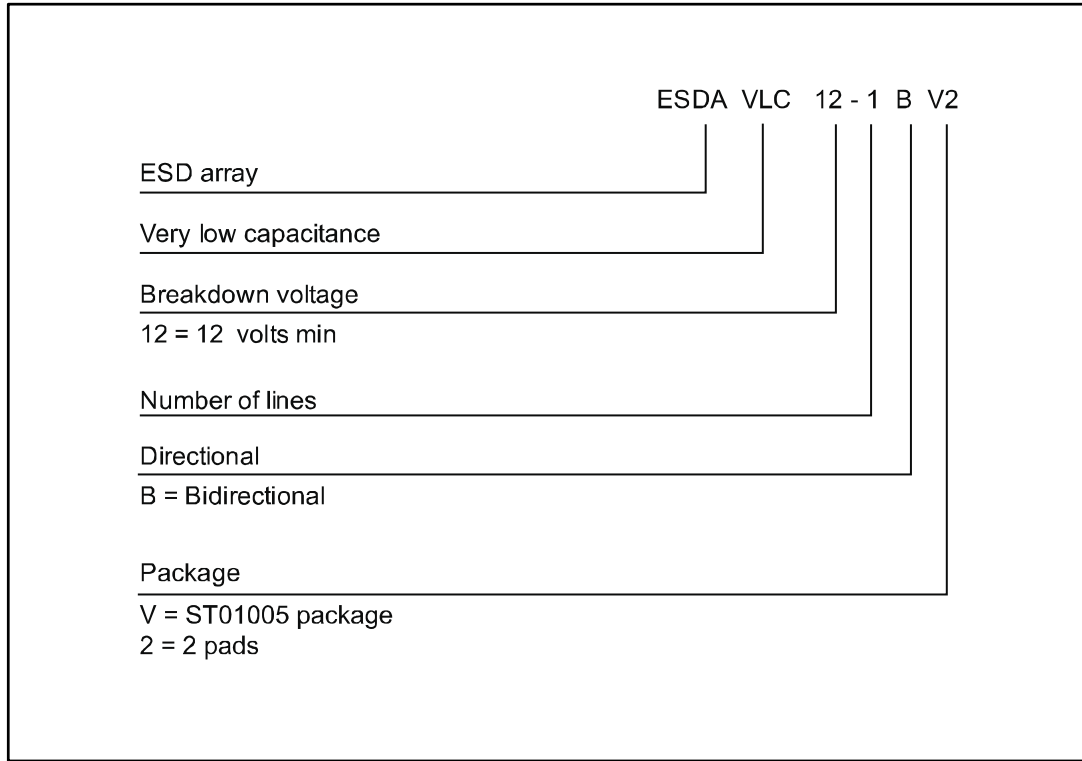 ESDA VLC 12 - 1 B V2
ESD array
Very low capacitance
Breakdown voltage
12 = 12 volts min
Number of lines
Directional
B = Bidirectional
Package
V = ST01005 package
2 = 2 pads